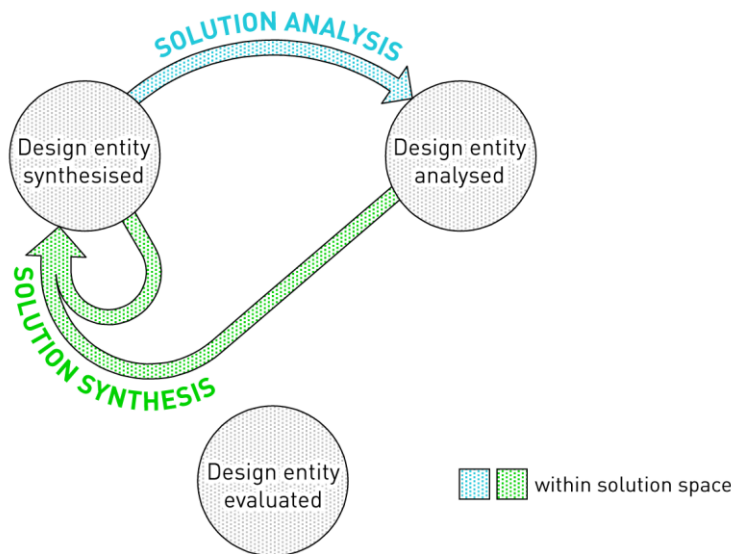 SOLUTION ANALYSIS
Design entity
synthesised
Design entity
analysed
SOLUTION SYNTHESIS
Design entity
evaluated
within solution space